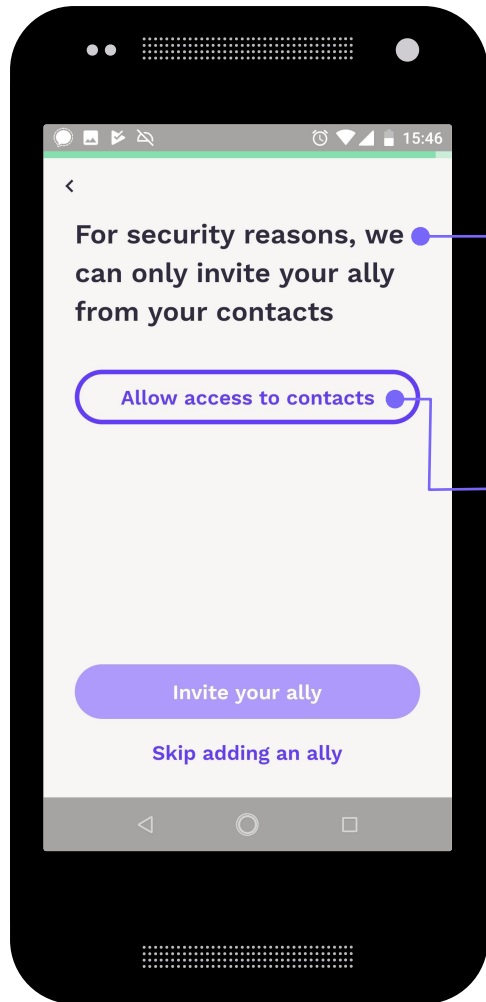 15:46
For security reasons, we
can only invite your ally
from your contacts
Allow access to contacts
Invite your ally
Skip adding an ally